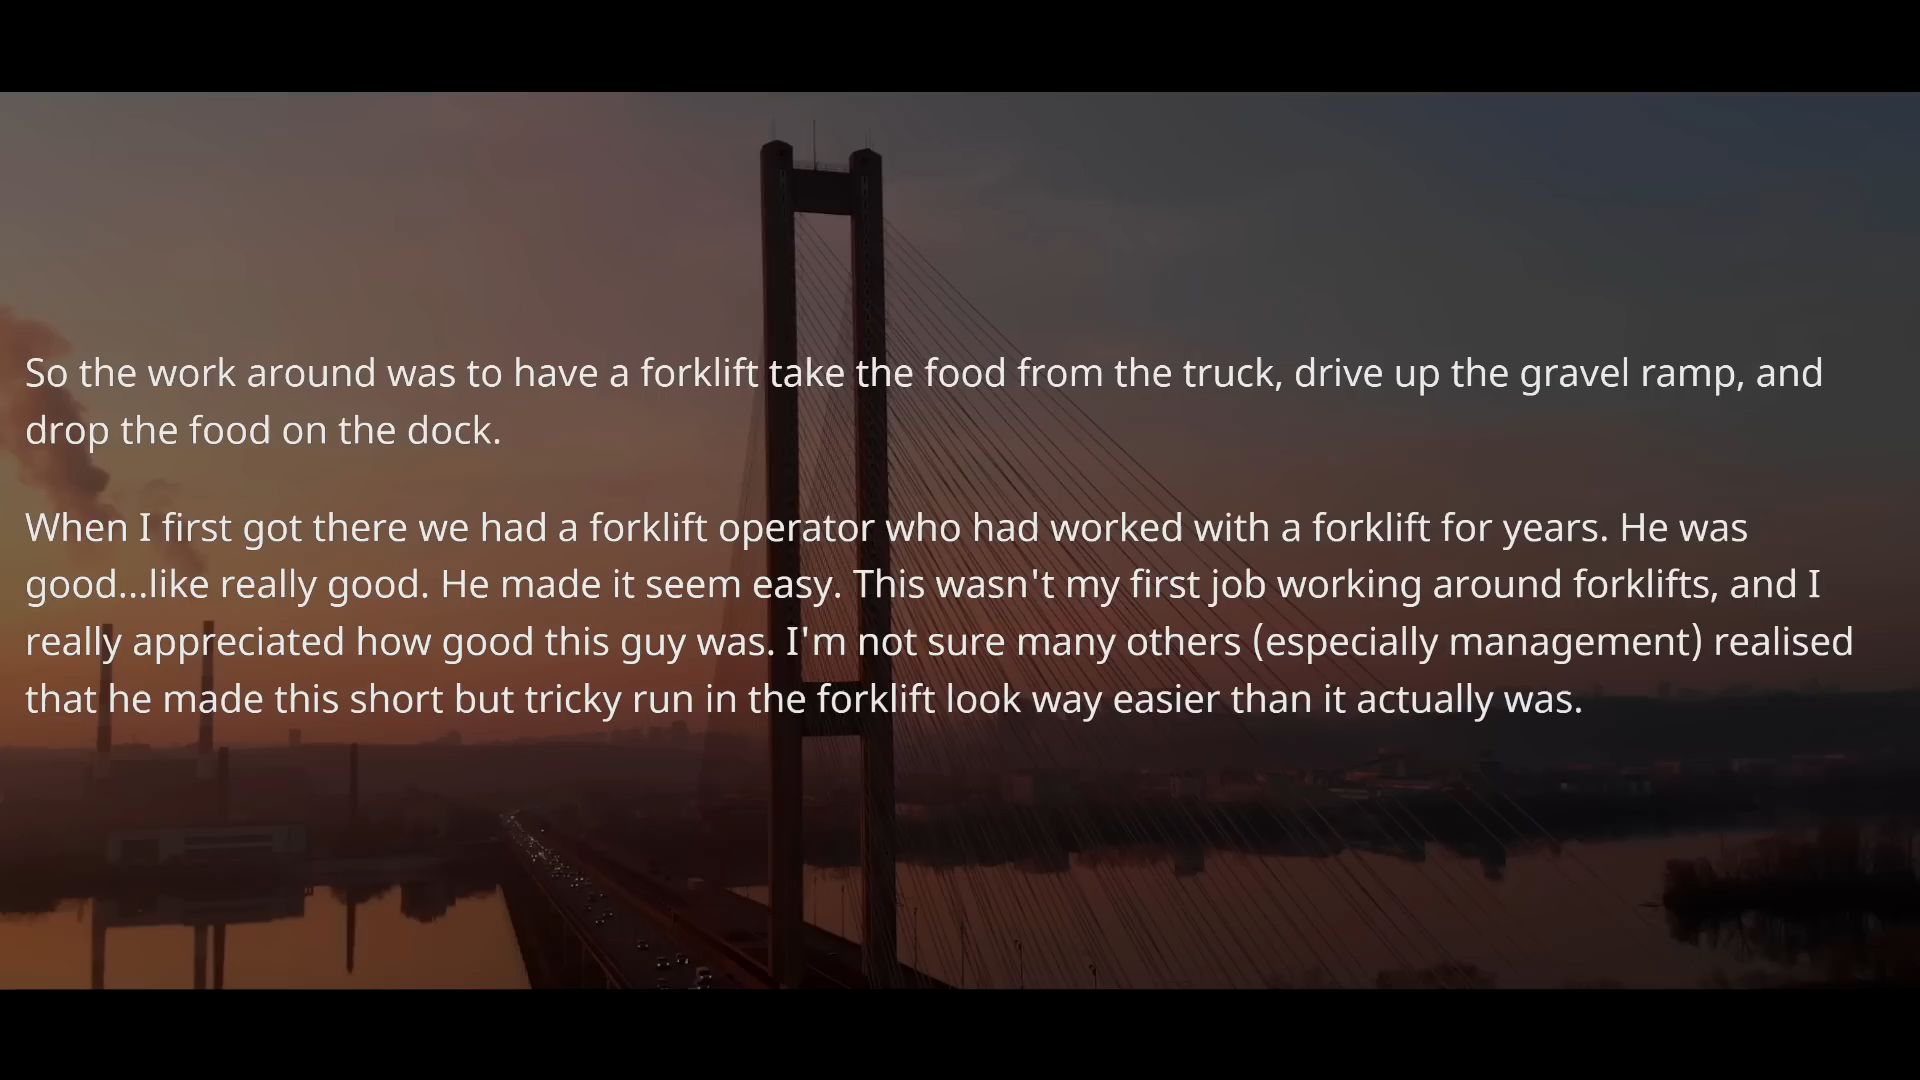 So the work around was to have a forklift take the food from the truck, drive up the gravel ramp, and
drop the food on the dock.
When I first got there we had a forklift operator who had worked with a forklift for years. He was
good...like really good. He made it seem easy. This wasn't my first job working around forklifts, and I
really appreciated how good this guy was. I'm not sure many others (especially management) realised
that he made this short but tricky run in the forklift look way easier than it actually was.